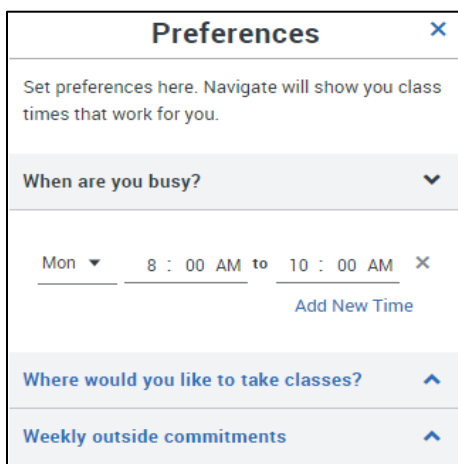 Preferences
Set preferences here. Navigate will show you class
times that work for you.
When are you busy?
Mon 8 : 00 AM to 10 : 00 AM
Add New Time
Where would you like to take classes?
Weekly outside commitments